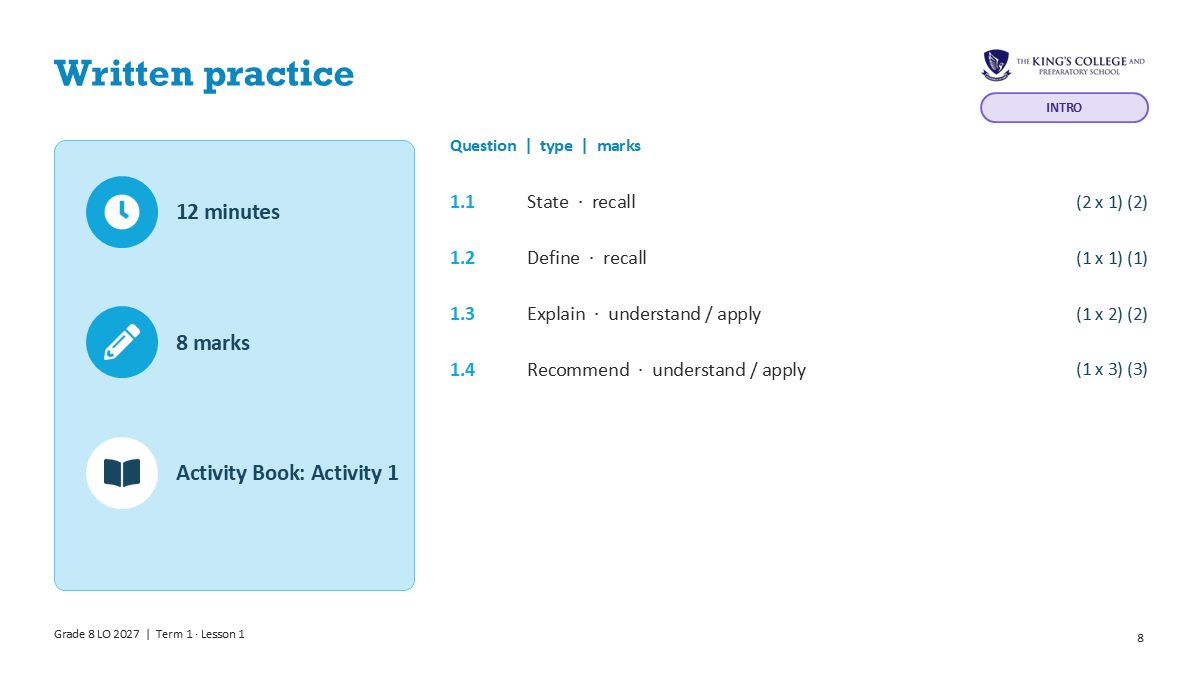 Written practice
THE KING'S COLLEGE AND
PREPARATORY SCHOOL
INTRO
12 minutes
8 marks
Activity Book: Activity 1
Question | type | marks
1.1 State · recall (2 x 1) (2)
1.2 Define · recall (1 x 1) (1)
1.3 Explain · understand / apply (1 x 2) (2)
1.4 Recommend · understand / apply (1 x 3) (3)
Grade 8 LO 2027 | Term 1 · Lesson 1
8